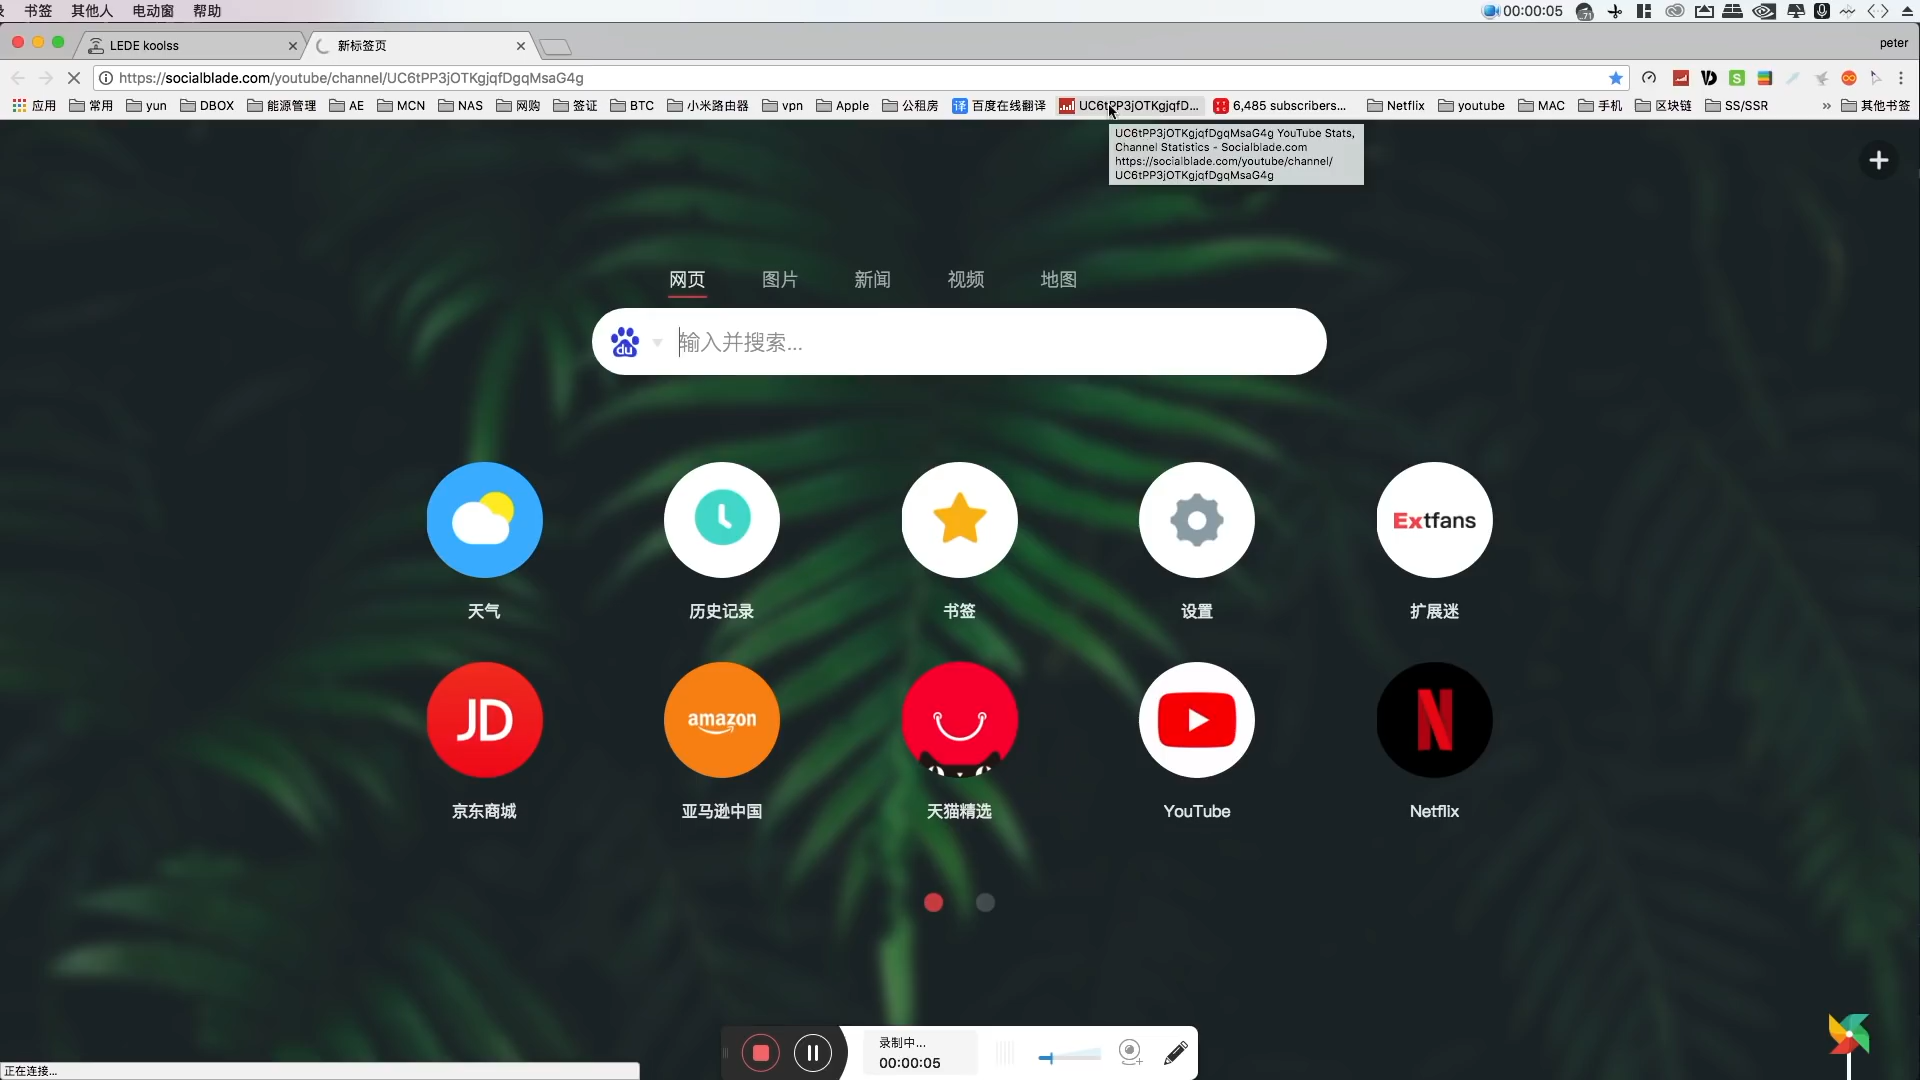 书签 其他人 电动窗 帮助 00:00:05 71
LEDE koolss 新标签页 peter
https://socialblade.com/youtube/channel/UC6tPP3jOTKgjqfDgqMsaG4g
应用 常用 yun DBOX 能源管理 AE MCN NAS 网购 签证 BTC 小米路由器 vpn Apple 公租房 译 百度在线翻译 UC6tPP3jOTKgjqfD... 6,485 subscribers... Netflix youtube MAC 手机 区块链 SS/SSR » 其他书签
UC6tPP3jOTKgjqfDgqMsaG4g YouTube Stats,
Channel Statistics - Socialblade.com
https://socialblade.com/youtube/channel/
UC6tPP3jOTKgjqfDgqMsaG4g
网页 图片 新闻 视频 地图
du 输入并搜索...
Extfans
天气 历史记录 书签 设置 扩展迷
JD amazon N
京东商城 亚马逊中国 天猫精选 YouTube Netflix
录制中...
00:00:05
正在连接...